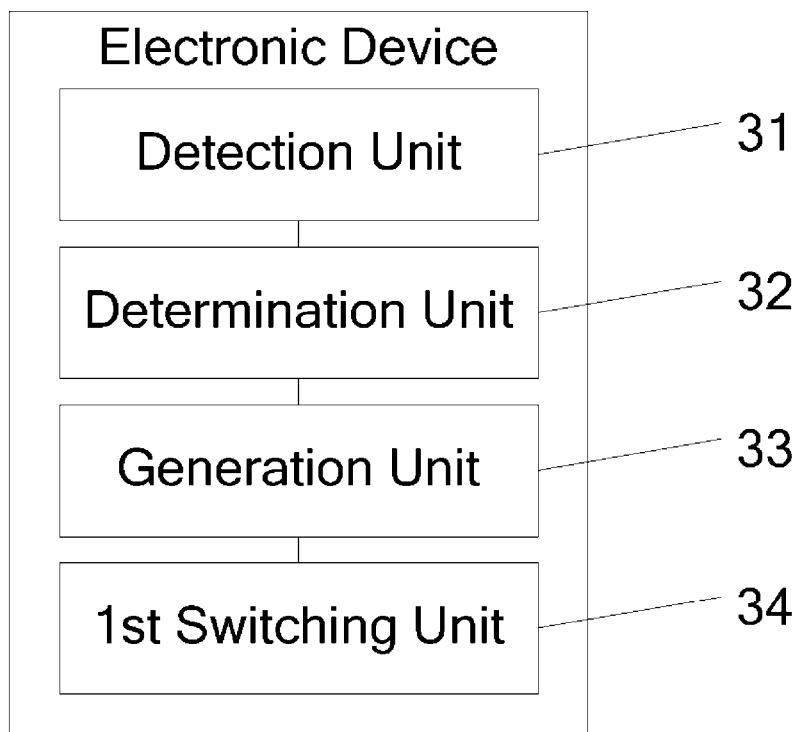 Electronic Device
Detection Unit
31
Determination Unit
32
Generation Unit
33
1st Switching Unit
34